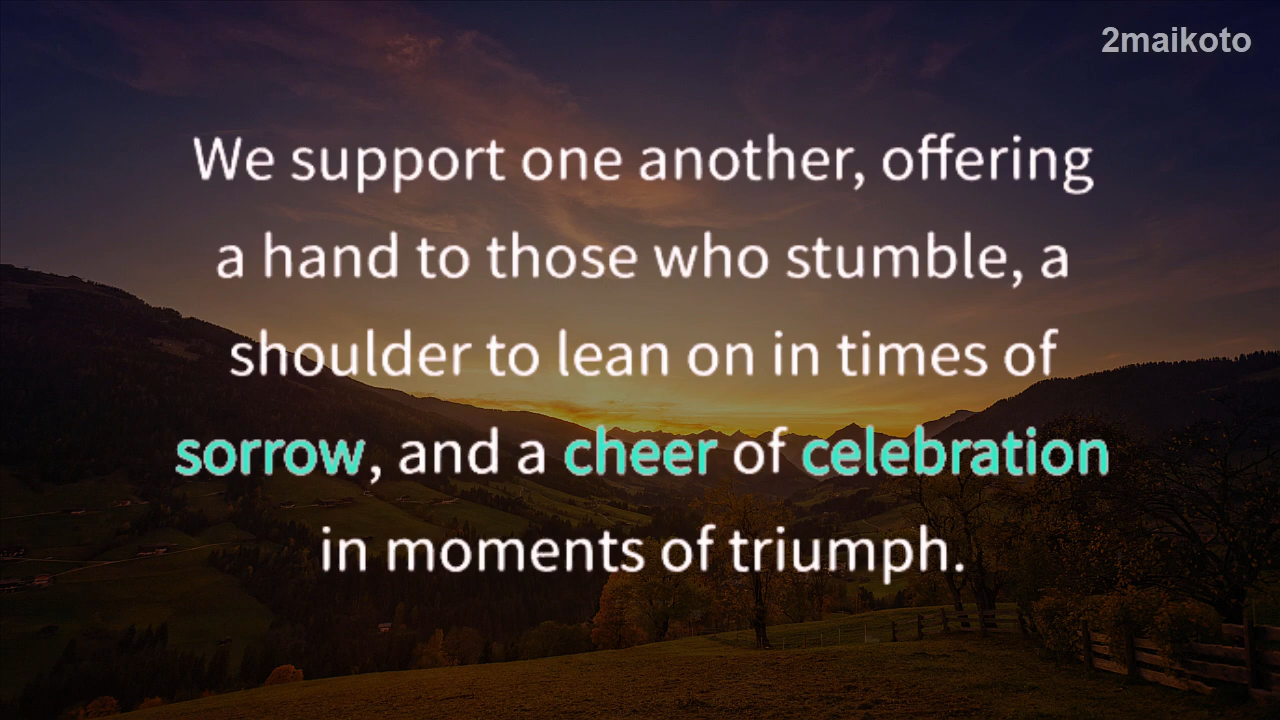 2maikoto
We support one another, offering
a hand to those who stumble, a
shoulder to lean on in times of
sorrow, and a cheer of celebration
in moments of triumph.